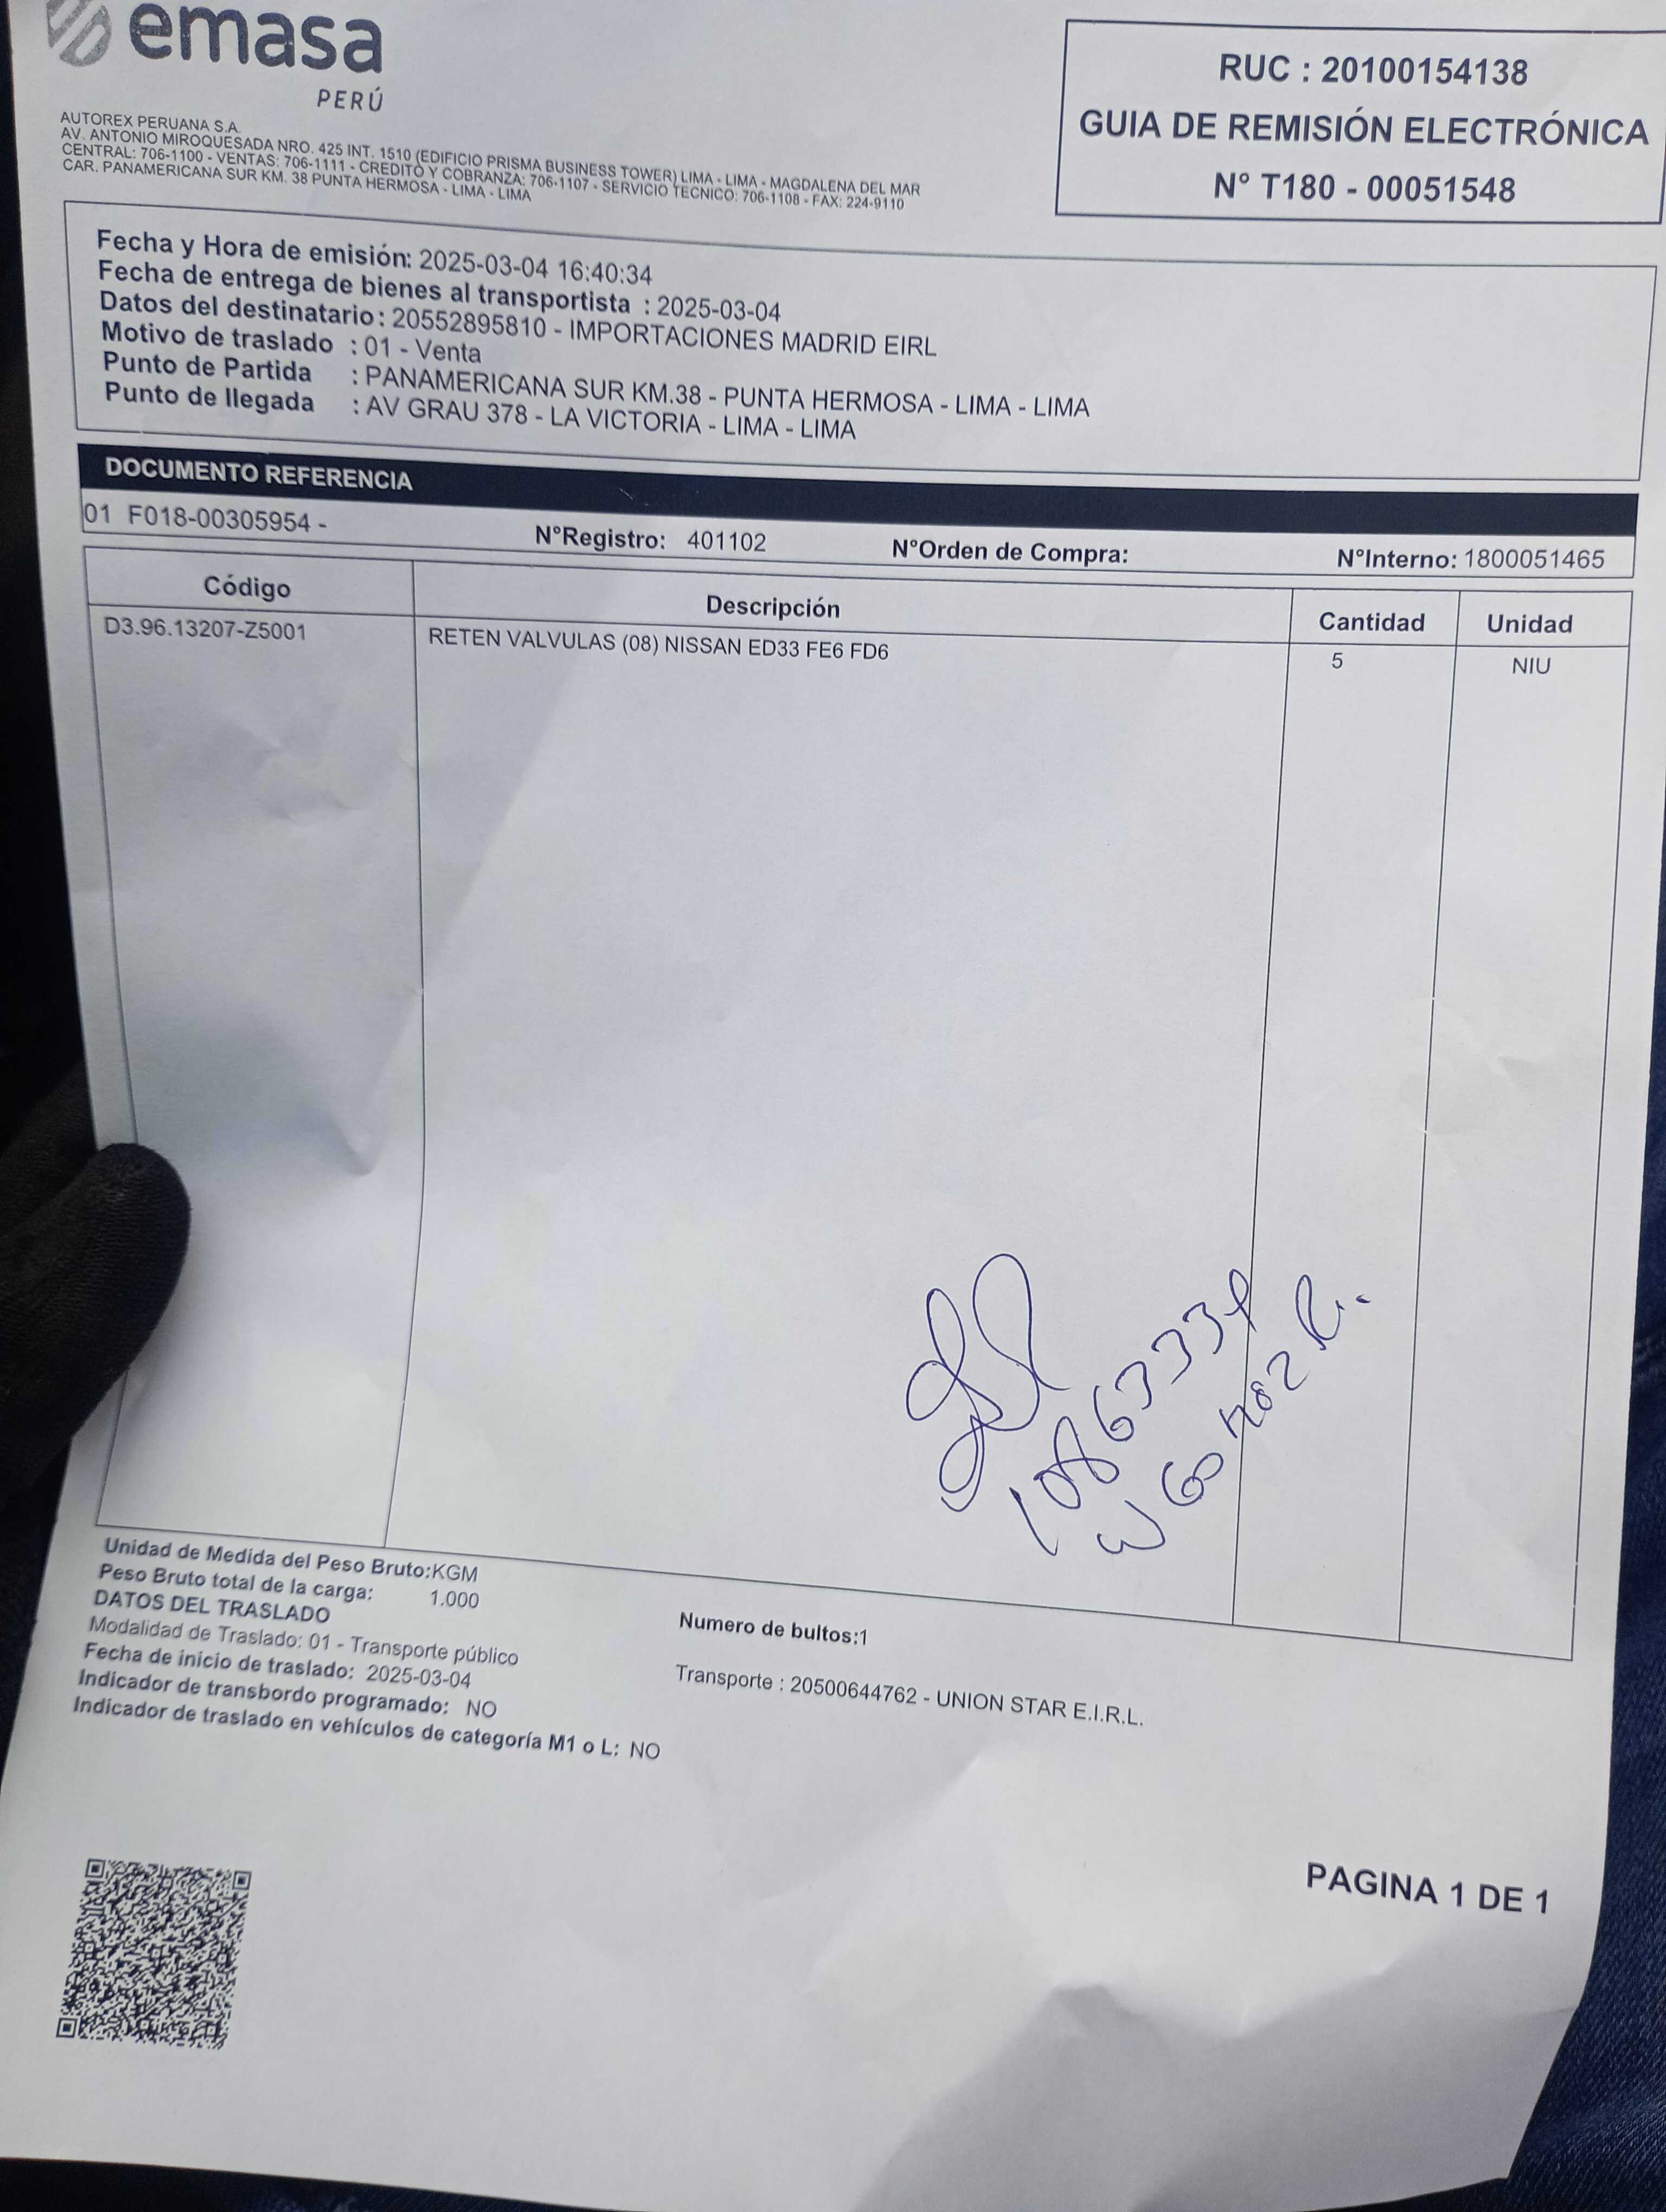 emasa
PERÚ
AUTOREX PERUANA S.A.
AV. ANTONIO MIROQUESADA NRO. 425 INT. 1510 (EDIFICIO PRISMA BUSINESS TOWER) LIMA - LIMA - MAGDALENA DEL MAR
CENTRAL: 706-1100 - VENTAS: 706-1111 - CREDITO Y COBRANZA: 706-1107 - SERVICIO TECNICO: 706-1108 - FAX: 224-9110
CAR. PANAMERICANA SUR KM. 38 PUNTA HERMOSA - LIMA - LIMA
RUC : 20100154138
GUIA DE REMISIÓN ELECTRÓNICA
N° T180 - 00051548
Fecha y Hora de emisión: 2025-03-04 16:40:34
Fecha de entrega de bienes al transportista : 2025-03-04
Datos del destinatario: 20552895810 - IMPORTACIONES MADRID EIRL
Motivo de traslado : 01 - Venta
Punto de Partida : PANAMERICANA SUR KM.38 - PUNTA HERMOSA - LIMA - LIMA
Punto de llegada : AV GRAU 378 - LA VICTORIA - LIMA - LIMA
DOCUMENTO REFERENCIA
01 F018-00305954 - N°Registro: 401102 N°Orden de Compra: N°Interno: 1800051465
Código Descripción Cantidad Unidad
D3.96.13207-Z5001 RETEN VALVULAS (08) NISSAN ED33 FE6 FD6 5 NIU
Unidad de Medida del Peso Bruto:KGM
Peso Bruto total de la carga: 1.000
DATOS DEL TRASLADO
Numero de bultos:1
Modalidad de Traslado: 01 - Transporte público
Fecha de inicio de traslado: 2025-03-04
Transporte : 20500644762 - UNION STAR E.I.R.L.
Indicador de transbordo programado: NO
Indicador de traslado en vehículos de categoría M1 o L: NO
PAGINA 1 DE 1